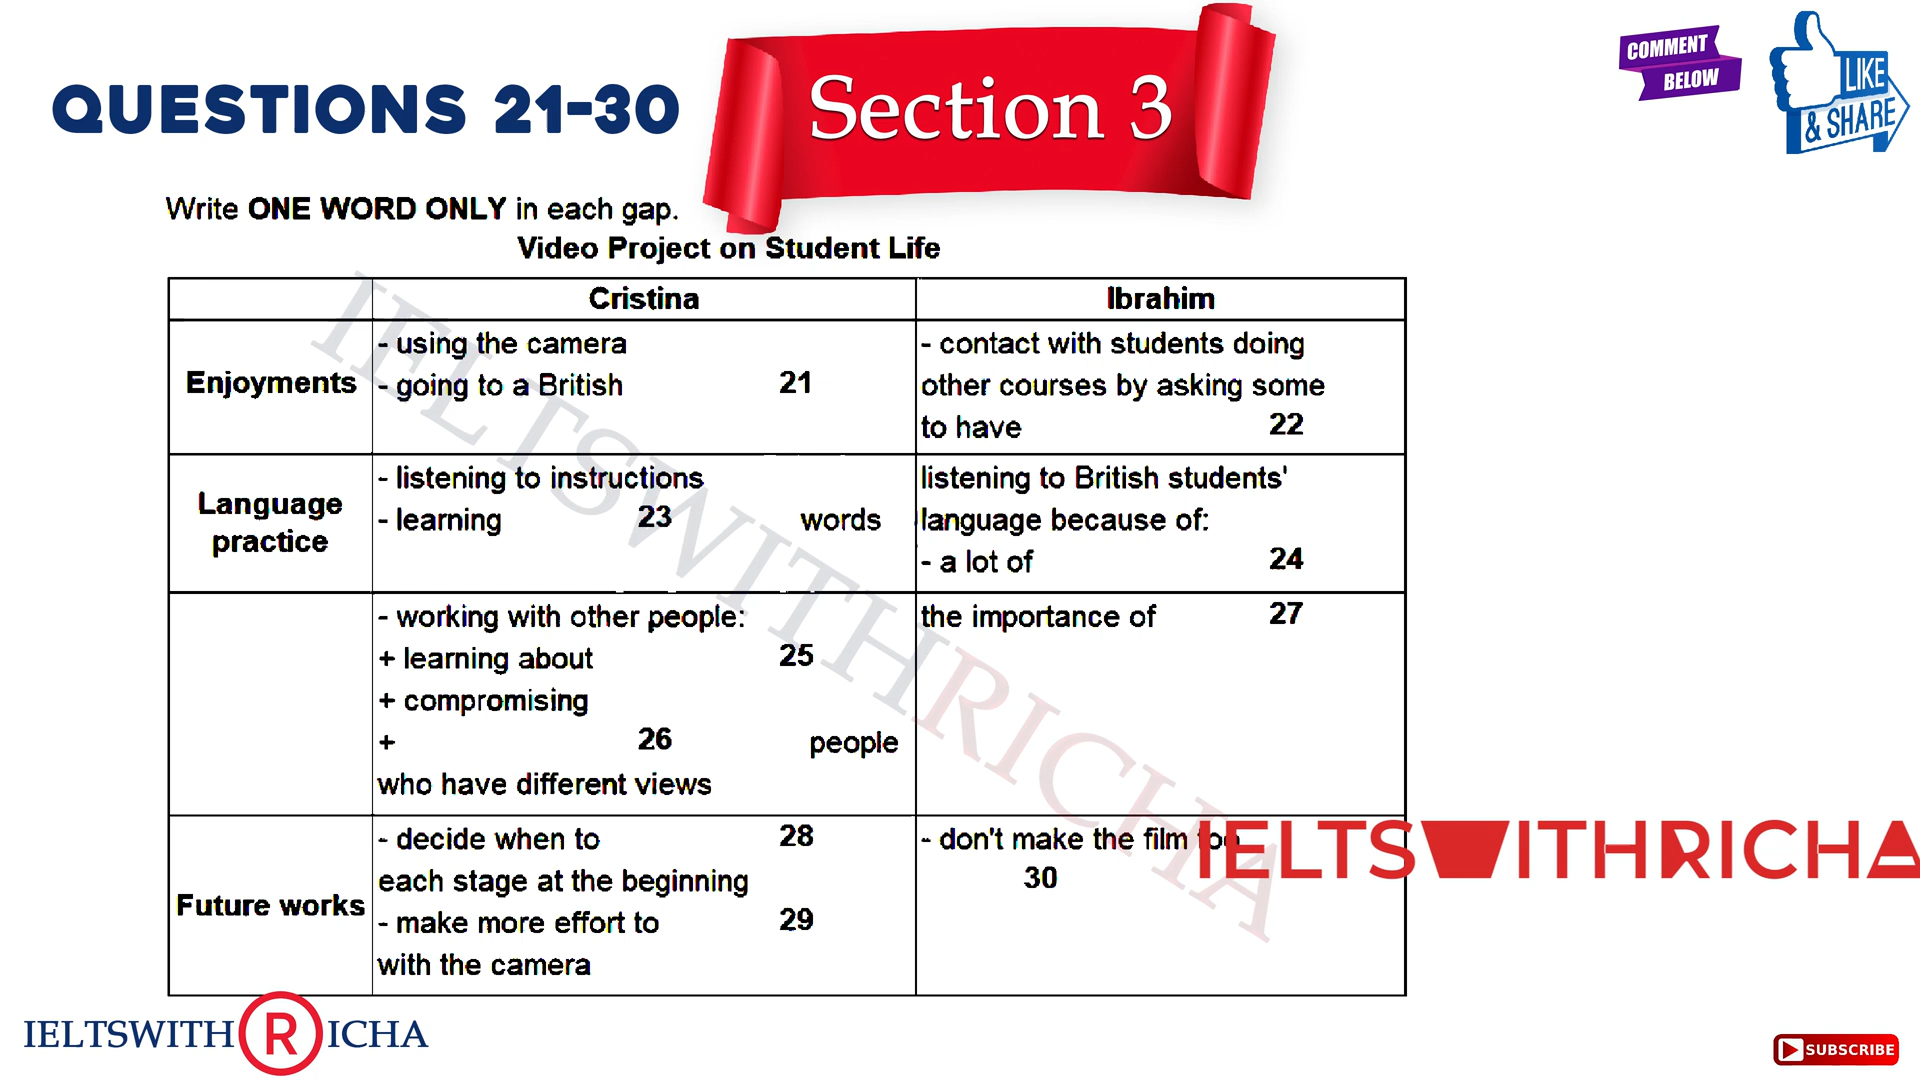 QUESTIONS 21-30
Section 3
COMMENT
BELOW
LIKE
& SHARE
Write ONE WORD ONLY in each gap.
Video Project on Student Life
Cristina
Ibrahim
Enjoyments
- using the camera
- going to a British 21
- contact with students doing
other courses by asking some
to have 22
Language
practice
- listening to instructions
- learning 23 words
listening to British students'
language because of:
- a lot of 24
- working with other people:
+ learning about 25
+ compromising
+ 26 people
who have different views
the importance of 27
Future works
- decide when to 28
each stage at the beginning
- make more effort to 29
with the camera
- don't make the film too
30
IELTSWITHRICHA
IELTSWITHRICHA
IELTSWITHRICHA
SUBSCRIBE